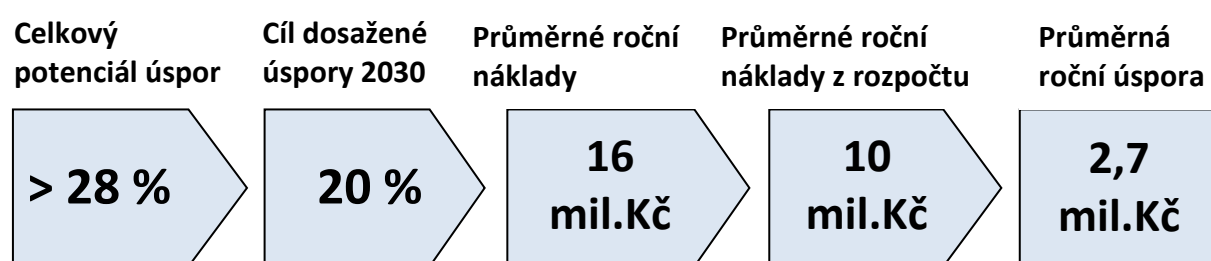 Celkový
potenciál úspor
Cíl dosažené
úspory 2030
Průměrné roční
náklady
Průměrné roční
náklady z rozpočtu
Průměrná
roční úspora
> 28 %
20 %
16
mil.Kč
10
mil.Kč
2,7
mil.Kč